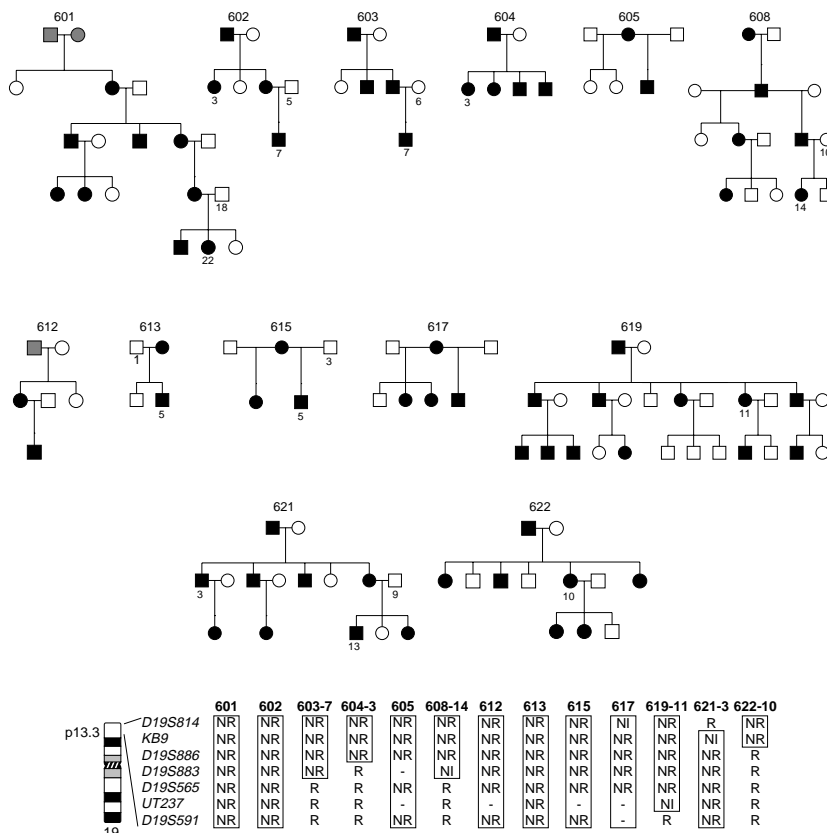 601 602 603 604 605 608
3 5 6 3
7 7 10
18 14
22
612 613 615 617 619
1 3
5 5 11
621 622
3 9 10
13
601 602 603-7 604-3 605 608-14 612 613 615 617 619-11 621-3 622-10
p13.3 D19S814 NR NR NR NR NR NR NR NR NR NI NR R NR
KB9 NR NR NR NR NR NR NR NR NR NR NR NI NR
D19S886 NR NR NR NR NR NR NR NR NR NR NR NR R
D19S883 NR NR NR R - NI NR NR NR NR NR NR R
D19S565 NR NR R R NR R NR NR NR NR NR NR R
UT237 NR NR R R - R - NR - - NI NR R
D19S591 NR NR R R NR R NR NR NR - R NR R
19